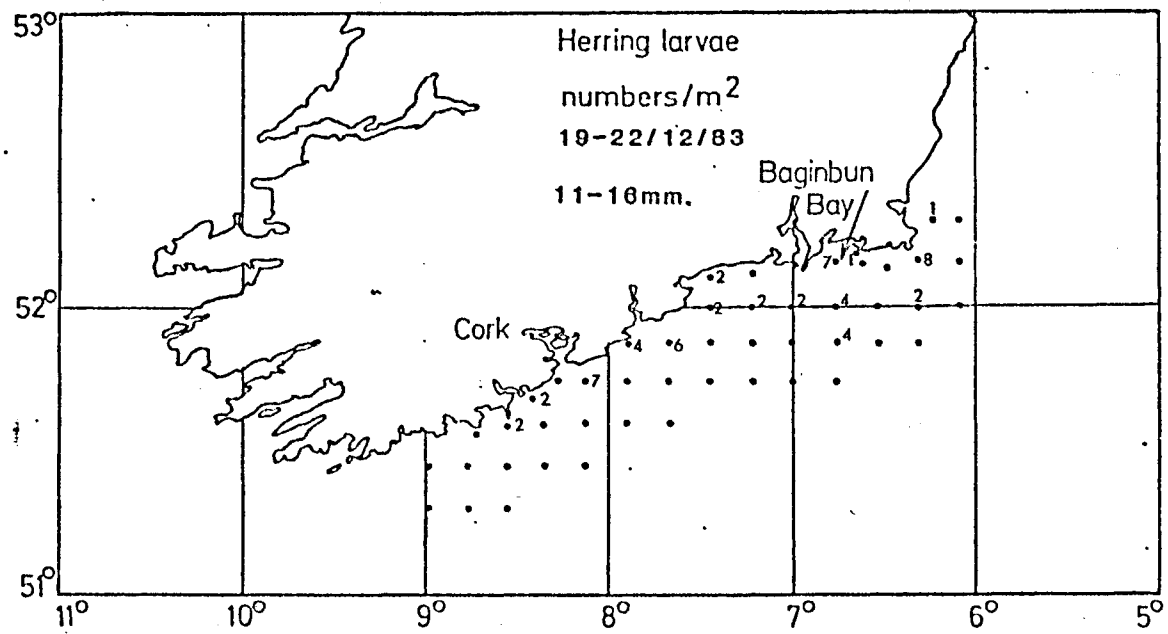 53°
Herring larvae
numbers/m²
19-22/12/83
11-16mm.
Baginbun
Bay
1
7 1 8
2
52°
2 2 2 4 2
Cork
4 6 4
7
2
2
51°
11° 10° 9° 8° 7° 6° 5°